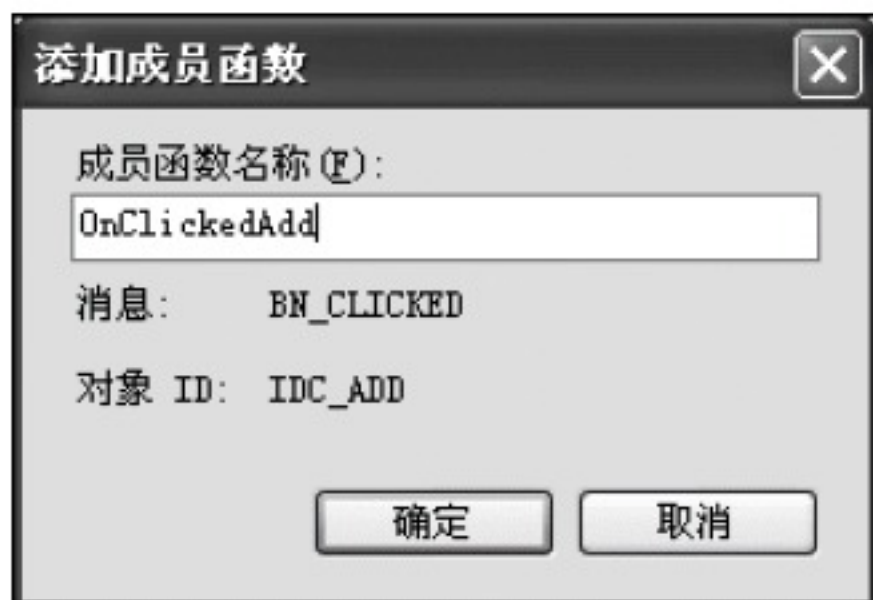 添加成员函数
成员函数名称(F):
OnClickedAdd
消息: BN_CLICKED
对象 ID: IDC_ADD
确定 取消